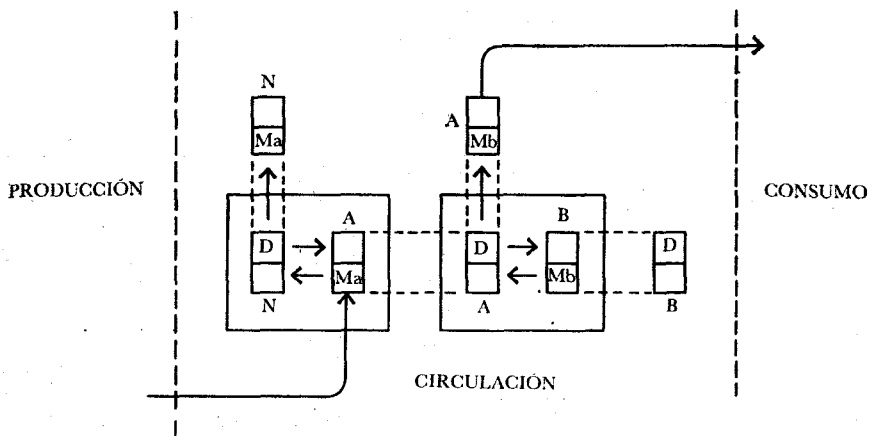 N
A
Ma
Mb
PRODUCCIÓN
CONSUMO
A
B
D
D
D
Ma
Mb
N
A
B
CIRCULACIÓN